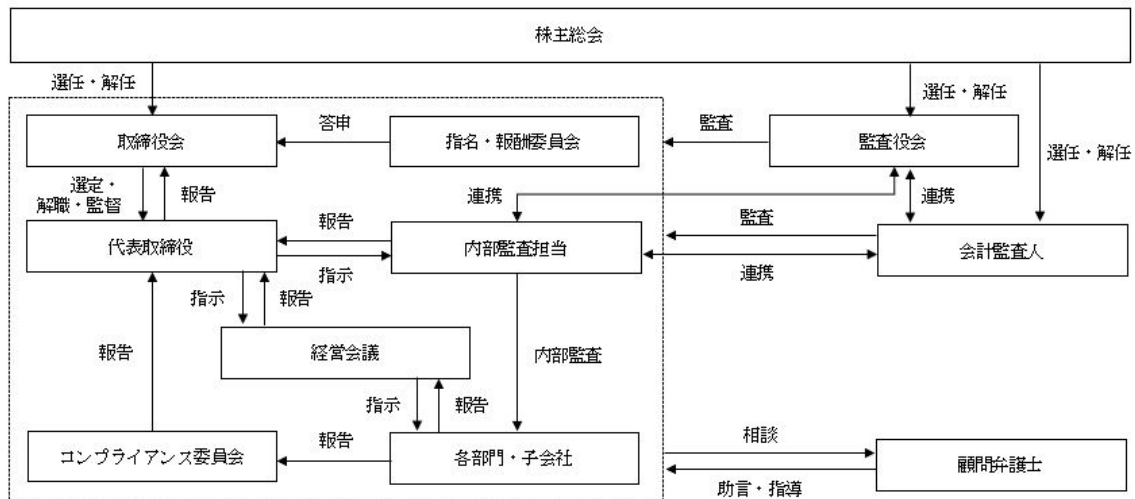 株主総会
選任・解任
選任・解任
選任・解任
取締役会
答申
指名・報酬委員会
監査
監査役会
選定・
解職・監督
報告
連携
連携
代表取締役
報告
指示
内部監査担当
監査
連携
会計監査人
指示
報告
経営会議
報告
内部監査
指示
報告
コンプライアンス委員会
報告
各部門・子会社
相談
助言・指導
顧問弁護士